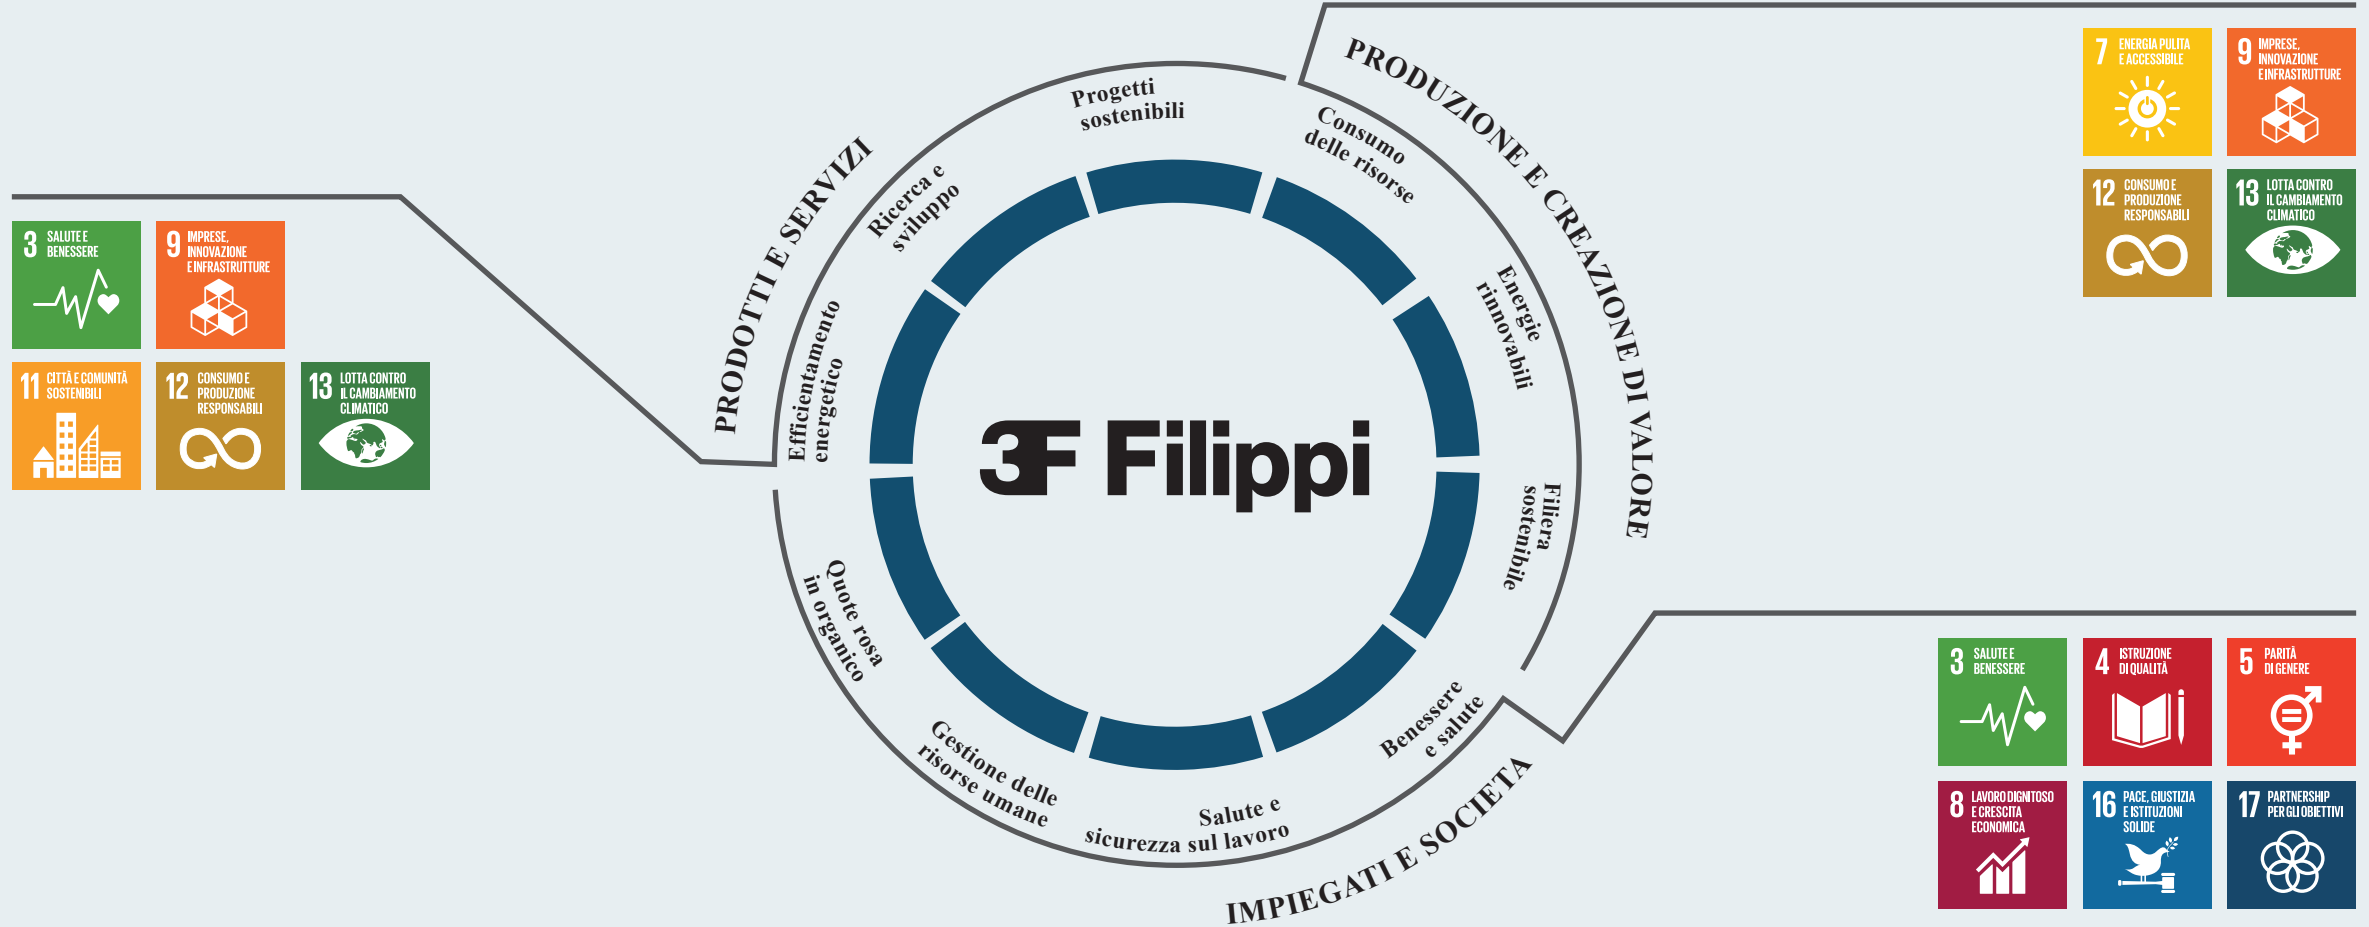 PRODOTTI E SERVIZI
3 SALUTE E
BENESSERE
9 IMPRESE,
INNOVAZIONE
E INFRASTRUTTURE
11 CITTÀ E COMUNITÀ
SOSTENIBILI
12 CONSUMO E
PRODUZIONE
RESPONSABILI
13 LOTTA CONTRO
IL CAMBIAMENTO
CLIMATICO
Efficientamento
energetico
Ricerca e
sviluppo
Progetti
sostenibili
PRODUZIONE E CREAZIONE DI VALORE
7 ENERGIA PULITA
E ACCESSIBILE
9 IMPRESE,
INNOVAZIONE
E INFRASTRUTTURE
12 CONSUMO E
PRODUZIONE
RESPONSABILI
13 LOTTA CONTRO
IL CAMBIAMENTO
CLIMATICO
Consumo
delle risorse
Energie
rinnovabili
Filiera
sostenibile
3F Filippi
IMPIEGATI E SOCIETA
Benessere
e salute
Salute e
sicurezza sul lavoro
Gestione delle
risorse umane
Quote rosa
in organico
3 SALUTE E
BENESSERE
4 ISTRUZIONE
DI QUALITÀ
5 PARITÀ
DI GENERE
8 LAVORO DIGNITOSO
E CRESCITA
ECONOMICA
16 PACE, GIUSTIZIA
E ISTITUZIONI
SOLIDE
17 PARTNERSHIP
PER GLI OBIETTIVI